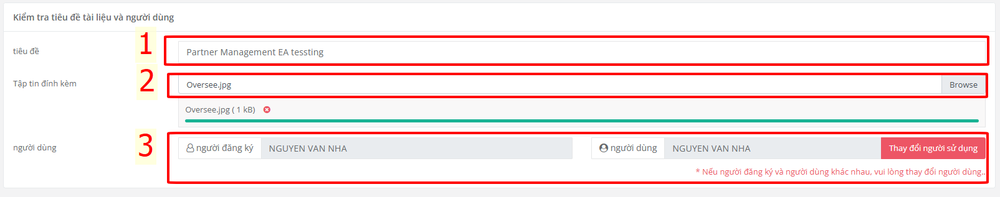 Kiểm tra tiêu đề tài liệu và người dùng
tiêu đề
1
Partner Management EA tessting
Tập tin đính kèm
2
Oversee.jpg
Browse
Oversee.jpg ( 1 kB)
người dùng
3
người đăng ký
NGUYEN VAN NHA
người dùng
NGUYEN VAN NHA
Thay đổi người sử dụng
* Nếu người đăng ký và người dùng khác nhau, vui lòng thay đổi người dùng..